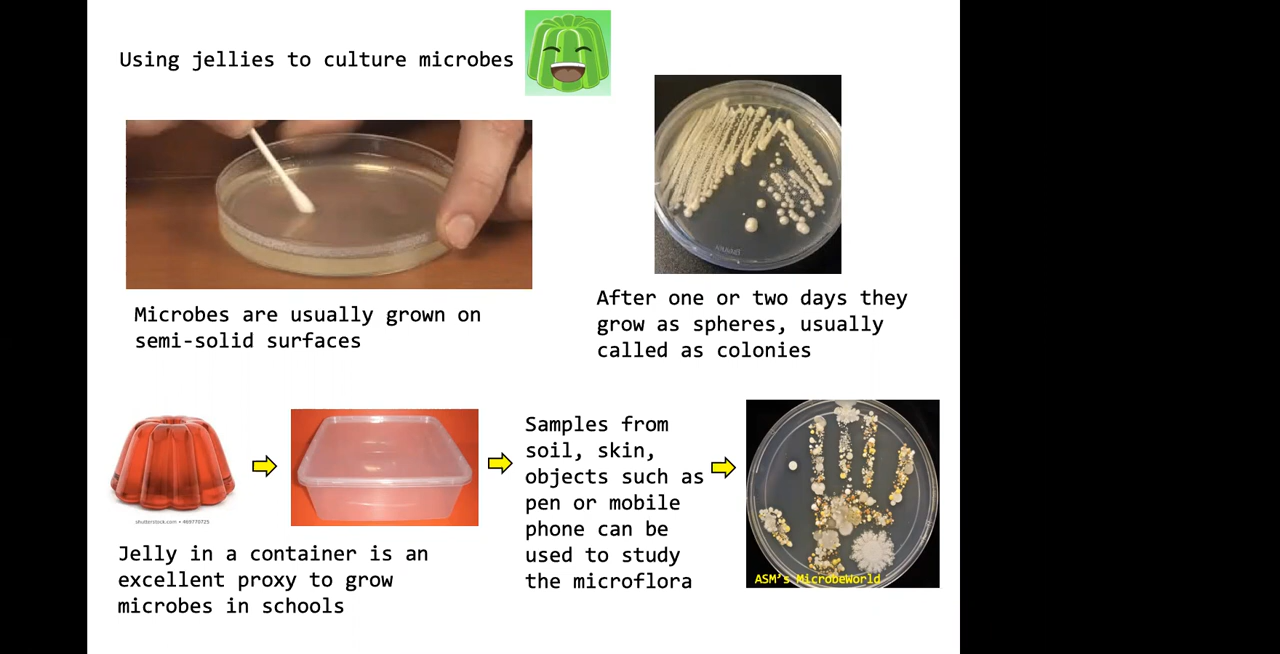 Using jellies to culture microbes
Microbes are usually grown on
semi-solid surfaces
After one or two days they
grow as spheres, usually
called as colonies
shutterstock.com • 469770725
Jelly in a container is an
excellent proxy to grow
microbes in schools
Samples from
soil, skin,
objects such as
pen or mobile
phone can be
used to study
the microflora
ASM's MicrobeWorld